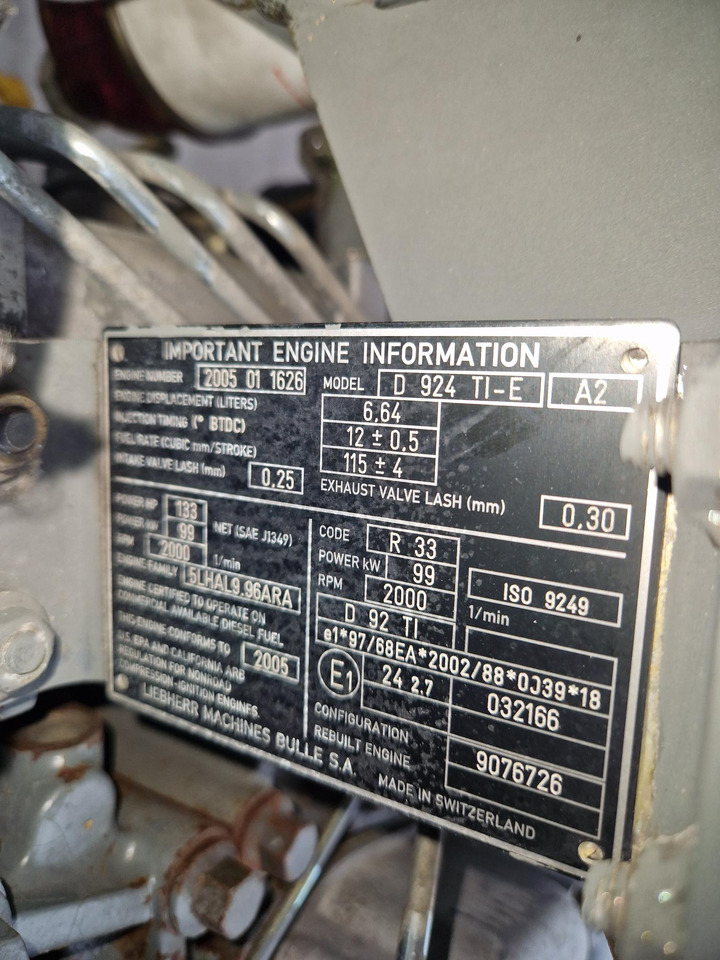 IMPORTANT ENGINE INFORMATION
ENGINE NUMBER 2005 01 1626 MODEL D 924 TI-E A2
ENGINE DISPLACEMENT (LITERS) 6,64
INJECTION TIMING (° BTDC) 12 ± 0,5
FUEL RATE (CUBIC mm/STROKE) 115 ± 4
INTAKE VALVE LASH (mm) 0,25 EXHAUST VALVE LASH (mm) 0,30
POWER HP 133
POWER kW 99 NET (SAE J1349)
RPM 2000 1/min
ENGINE FAMILY 5LHAL9.96ARA
ENGINE CERTIFIED TO OPERATE ON
COMMERCIAL AVAILABLE DIESEL FUEL
THIS ENGINE CONFORMS TO 2005
U.S. EPA AND CALIFORNIA ARB
REGULATION FOR NONROAD
COMPRESSION-IGNITION ENGINES.
CODE R 33
POWER kW 99 ISO 9249
RPM 2000 1/min
D 92 TI
e1*97/68EA*2002/88*0J39*18
E1 24 2.7 032166
CONFIGURATION
REBUILT ENGINE 9076726
LIEBHERR MACHINES BULLE S.A. MADE IN SWITZERLAND